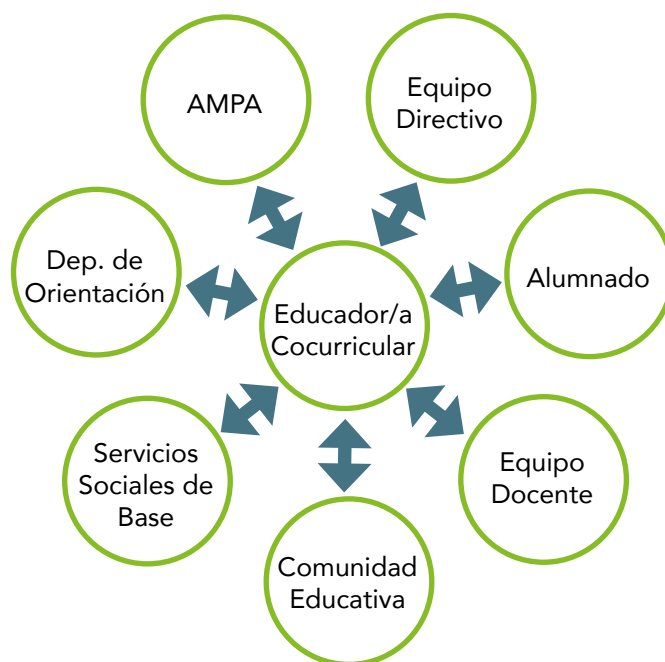 AMPA
Equipo
Directivo
Dep. de
Orientación
Alumnado
Educador/a
Cocurricular
Servicios
Sociales de
Base
Equipo
Docente
Comunidad
Educativa